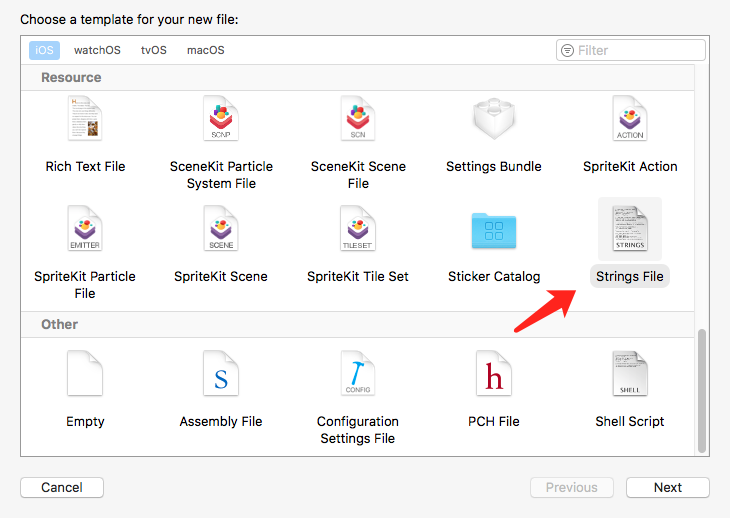 Choose a template for your new file:
iOS watchOS tvOS macOS Filter
Resource
SCNP SCN ACTION
Rich Text File SceneKit Particle System File SceneKit Scene File Settings Bundle SpriteKit Action
EMITTER SCENE TILESET STRINGS
SpriteKit Particle File SpriteKit Scene SpriteKit Tile Set Sticker Catalog Strings File
Other
S CONFIG h SHELL
Empty Assembly File Configuration Settings File PCH File Shell Script
Cancel Previous Next